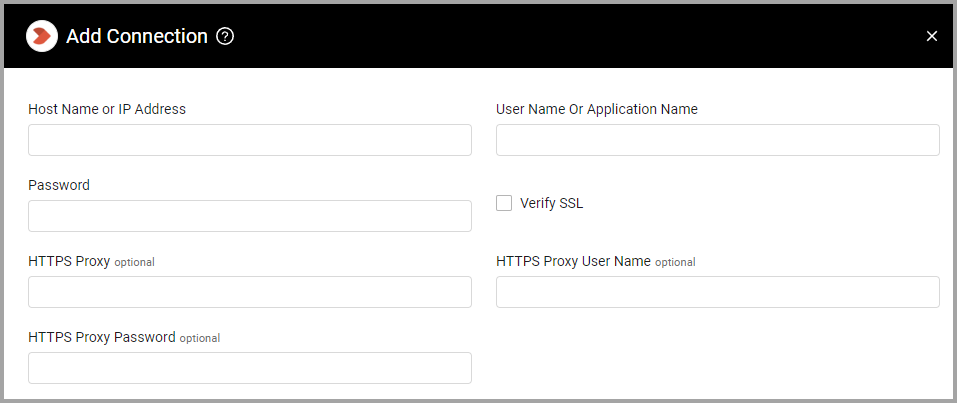 Add Connection ?
Host Name or IP Address
User Name Or Application Name
Password
Verify SSL
HTTPS Proxy optional
HTTPS Proxy User Name optional
HTTPS Proxy Password optional